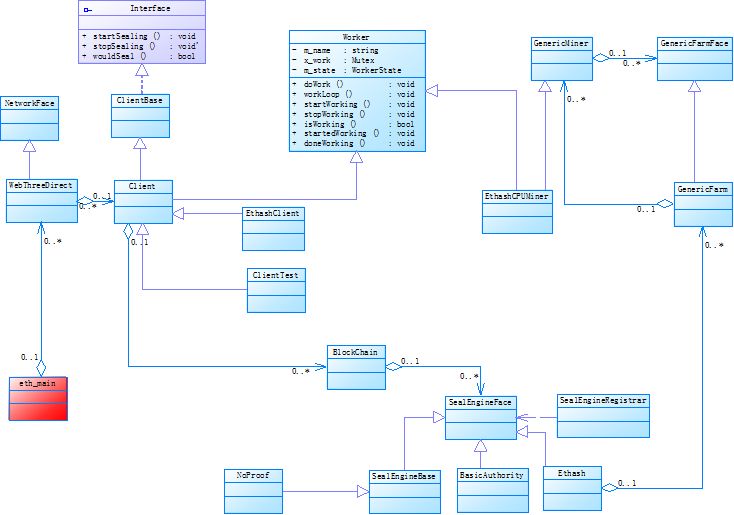 Interface
+ startSealing () : void
+ stopSealing () : void
+ wouldSeal () : bool
Worker
- m_name : string
- x_work : Mutex
- m_state : WorkerState
+ doWork () : void
+ workLoop () : void
+ startWorking () : void
+ stopWorking () : void
+ isWorking () : bool
+ startedWorking () : void
+ doneWorking () : void
GenericMiner
0..1
0..*
GenericFarmFace
NetworkFace
ClientBase
0..*
WebThreeDirect
0..1
0..*
Client
0..1
EthashClient
EthashCPUMiner
0..1
GenericFarm
0..*
0..*
ClientTest
0..1
eth_main
BlockChain
0..*
0..1
0..*
SealEngineFace
SealEngineRegistrar
NoProof
SealEngineBase
BasicAuthority
Ethash
0..1